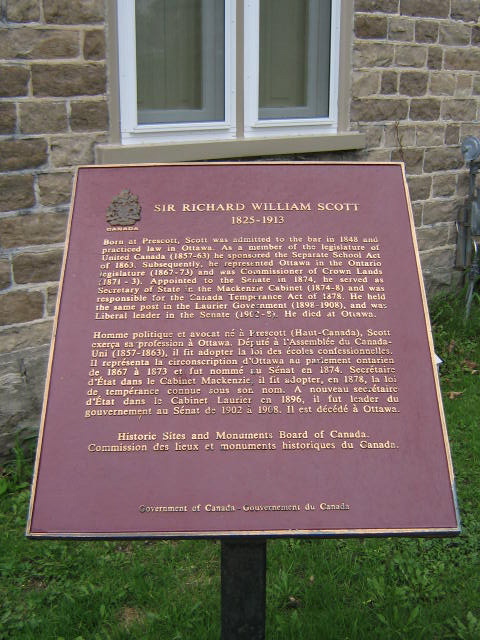 CANADA
SIR RICHARD WILLIAM SCOTT
1825-1913
Born at Prescott, Scott was admitted to the bar in 1848 and
practiced law in Ottawa. As a member of the legislature of
United Canada (1857-63) he sponsored the Separate School Act
of 1863. Subsequently, he represented Ottawa in the Ontario
legislature (1867-73) and was Commissioner of Crown Lands
(1871-3). Appointed to the Senate in 1874, he served as
Secretary of State in the Mackenzie Cabinet (1874-8) and was
responsible for the Canada Temperance Act of 1878. He held
the same post in the Laurier Government (1896-1908), and was
Liberal leader in the Senate (1902-8). He died at Ottawa.
Homme politique et avocat né à Prescott (Haut-Canada), Scott
exerça sa profession à Ottawa. Député à l'Assemblée du Canada-
Uni (1857-1863), il fit adopter la loi des écoles confessionnelles.
Il représenta la circonscription d'Ottawa au parlement ontarien
de 1867 à 1873 et fut nommé au Sénat en 1874. Secrétaire
d'État dans le Cabinet Mackenzie, il fit adopter, en 1878, la loi
de tempérance connue sous son nom. A nouveau secrétaire
d'État dans le Cabinet Laurier en 1896, il fut leader du
gouvernement au Sénat de 1902 à 1908. Il est décédé à Ottawa.
Historic Sites and Monuments Board of Canada.
Commission des lieux et monuments historiques du Canada.
Government of Canada - Gouvernement du Canada